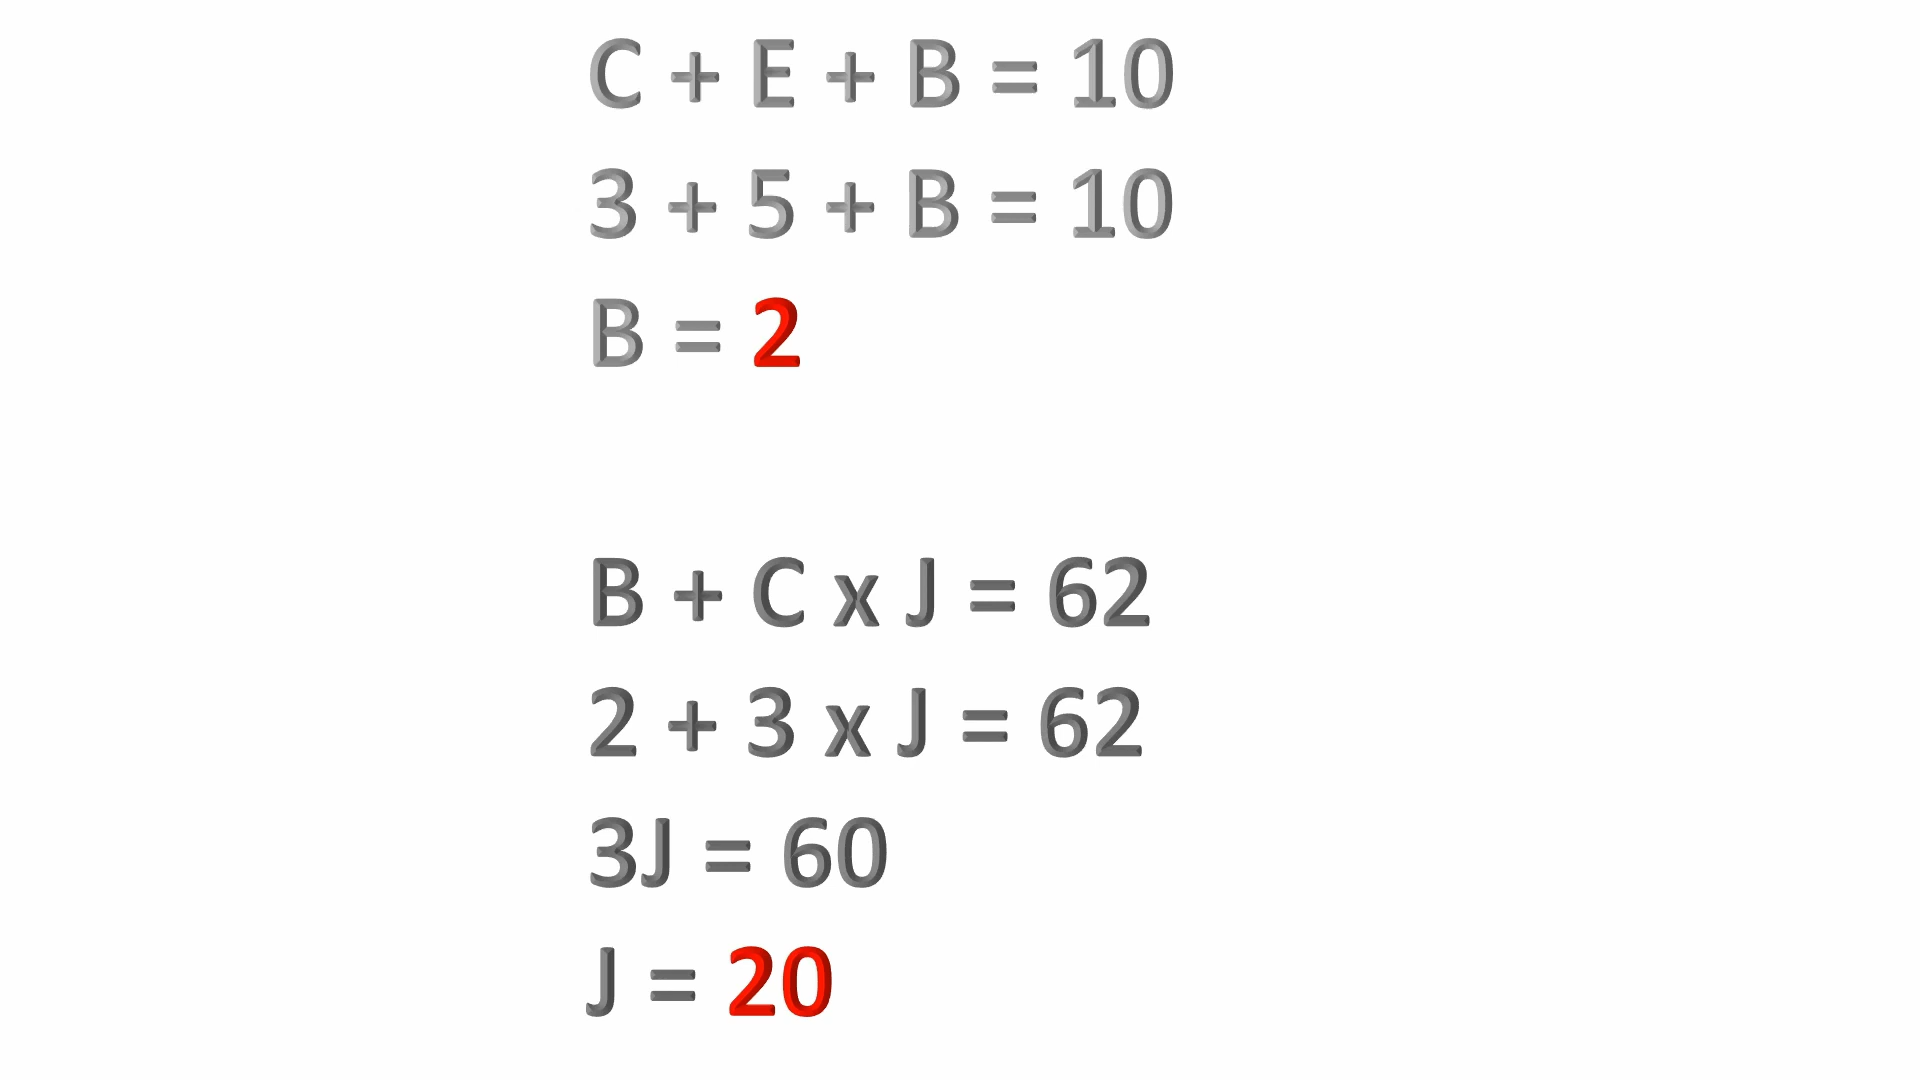 C + E + B = 10
3 + 5 + B = 10
B = 2
B + C x J = 62
2 + 3 x J = 62
3J = 60
J = 20